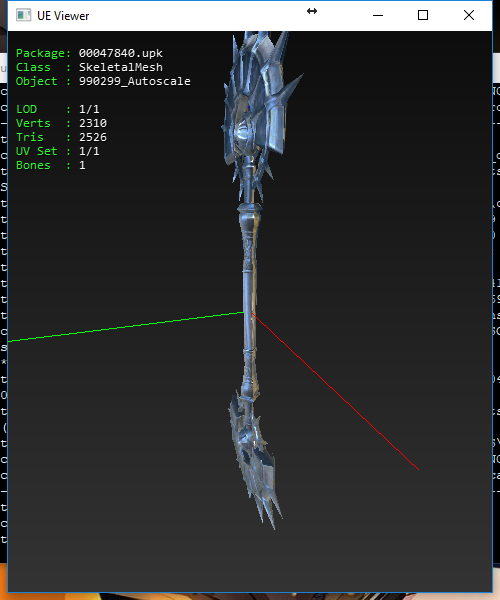 UE Viewer
Package: 00047840.upk
Class  : SkeletalMesh
Object : 990299_Autoscale
LOD    : 1/1
Verts  : 2310
Tris   : 2526
UV Set : 1/1
Bones  : 1